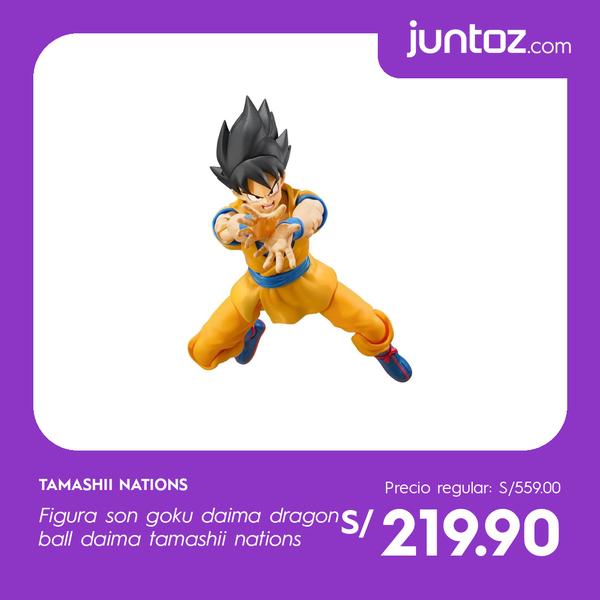 juntoz.com
TAMASHII NATIONS
Figura son goku daima dragon
ball daima tamashii nations
Precio regular: S/559.00
S/ 219.90